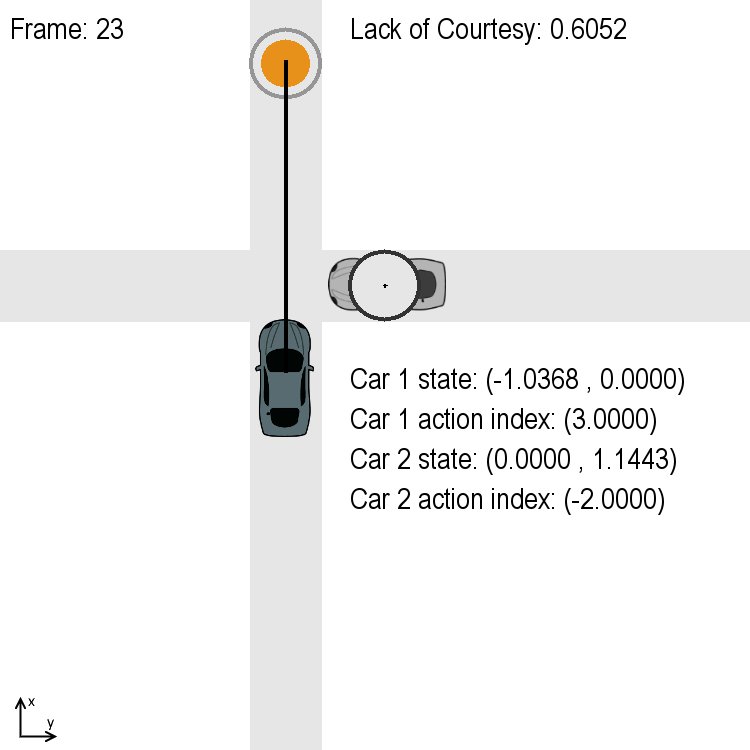 Frame: 23
Lack of Courtesy: 0.6052
Car 1 state: (-1.0368 , 0.0000)
Car 1 action index: (3.0000)
Car 2 state: (0.0000 , 1.1443)
Car 2 action index: (-2.0000)
x
y